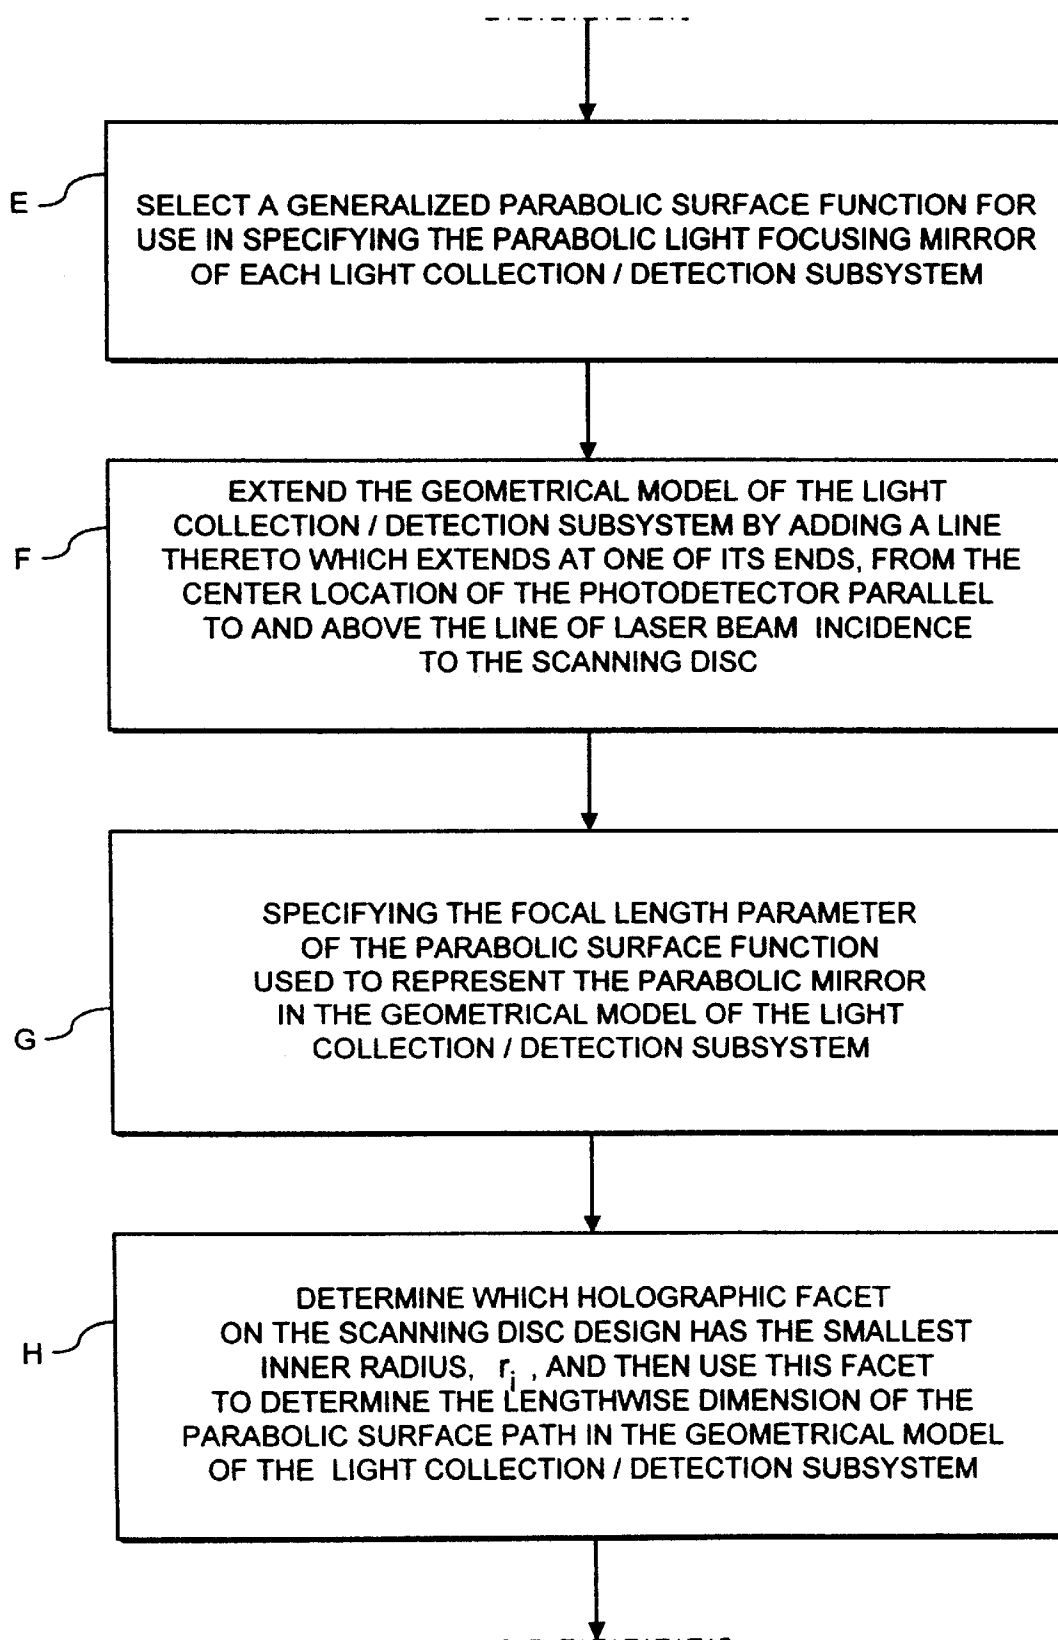 E
SELECT A GENERALIZED PARABOLIC SURFACE FUNCTION FOR
USE IN SPECIFYING THE PARABOLIC LIGHT FOCUSING MIRROR
OF EACH LIGHT COLLECTION / DETECTION SUBSYSTEM
F
EXTEND THE GEOMETRICAL MODEL OF THE LIGHT
COLLECTION / DETECTION SUBSYSTEM BY ADDING A LINE
THERETO WHICH EXTENDS AT ONE OF ITS ENDS, FROM THE
CENTER LOCATION OF THE PHOTODETECTOR PARALLEL
TO AND ABOVE THE LINE OF LASER BEAM INCIDENCE
TO THE SCANNING DISC
G
SPECIFYING THE FOCAL LENGTH PARAMETER
OF THE PARABOLIC SURFACE FUNCTION
USED TO REPRESENT THE PARABOLIC MIRROR
IN THE GEOMETRICAL MODEL OF THE LIGHT
COLLECTION / DETECTION SUBSYSTEM
H
DETERMINE WHICH HOLOGRAPHIC FACET
ON THE SCANNING DISC DESIGN HAS THE SMALLEST
INNER RADIUS, ri , AND THEN USE THIS FACET
TO DETERMINE THE LENGTHWISE DIMENSION OF THE
PARABOLIC SURFACE PATH IN THE GEOMETRICAL MODEL
OF THE LIGHT COLLECTION / DETECTION SUBSYSTEM